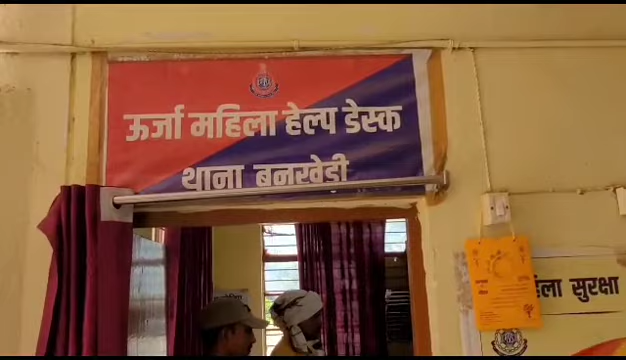 ऊर्जा महिला हेल्प डेस्क
थाना बनखेडी
सुरक्षा